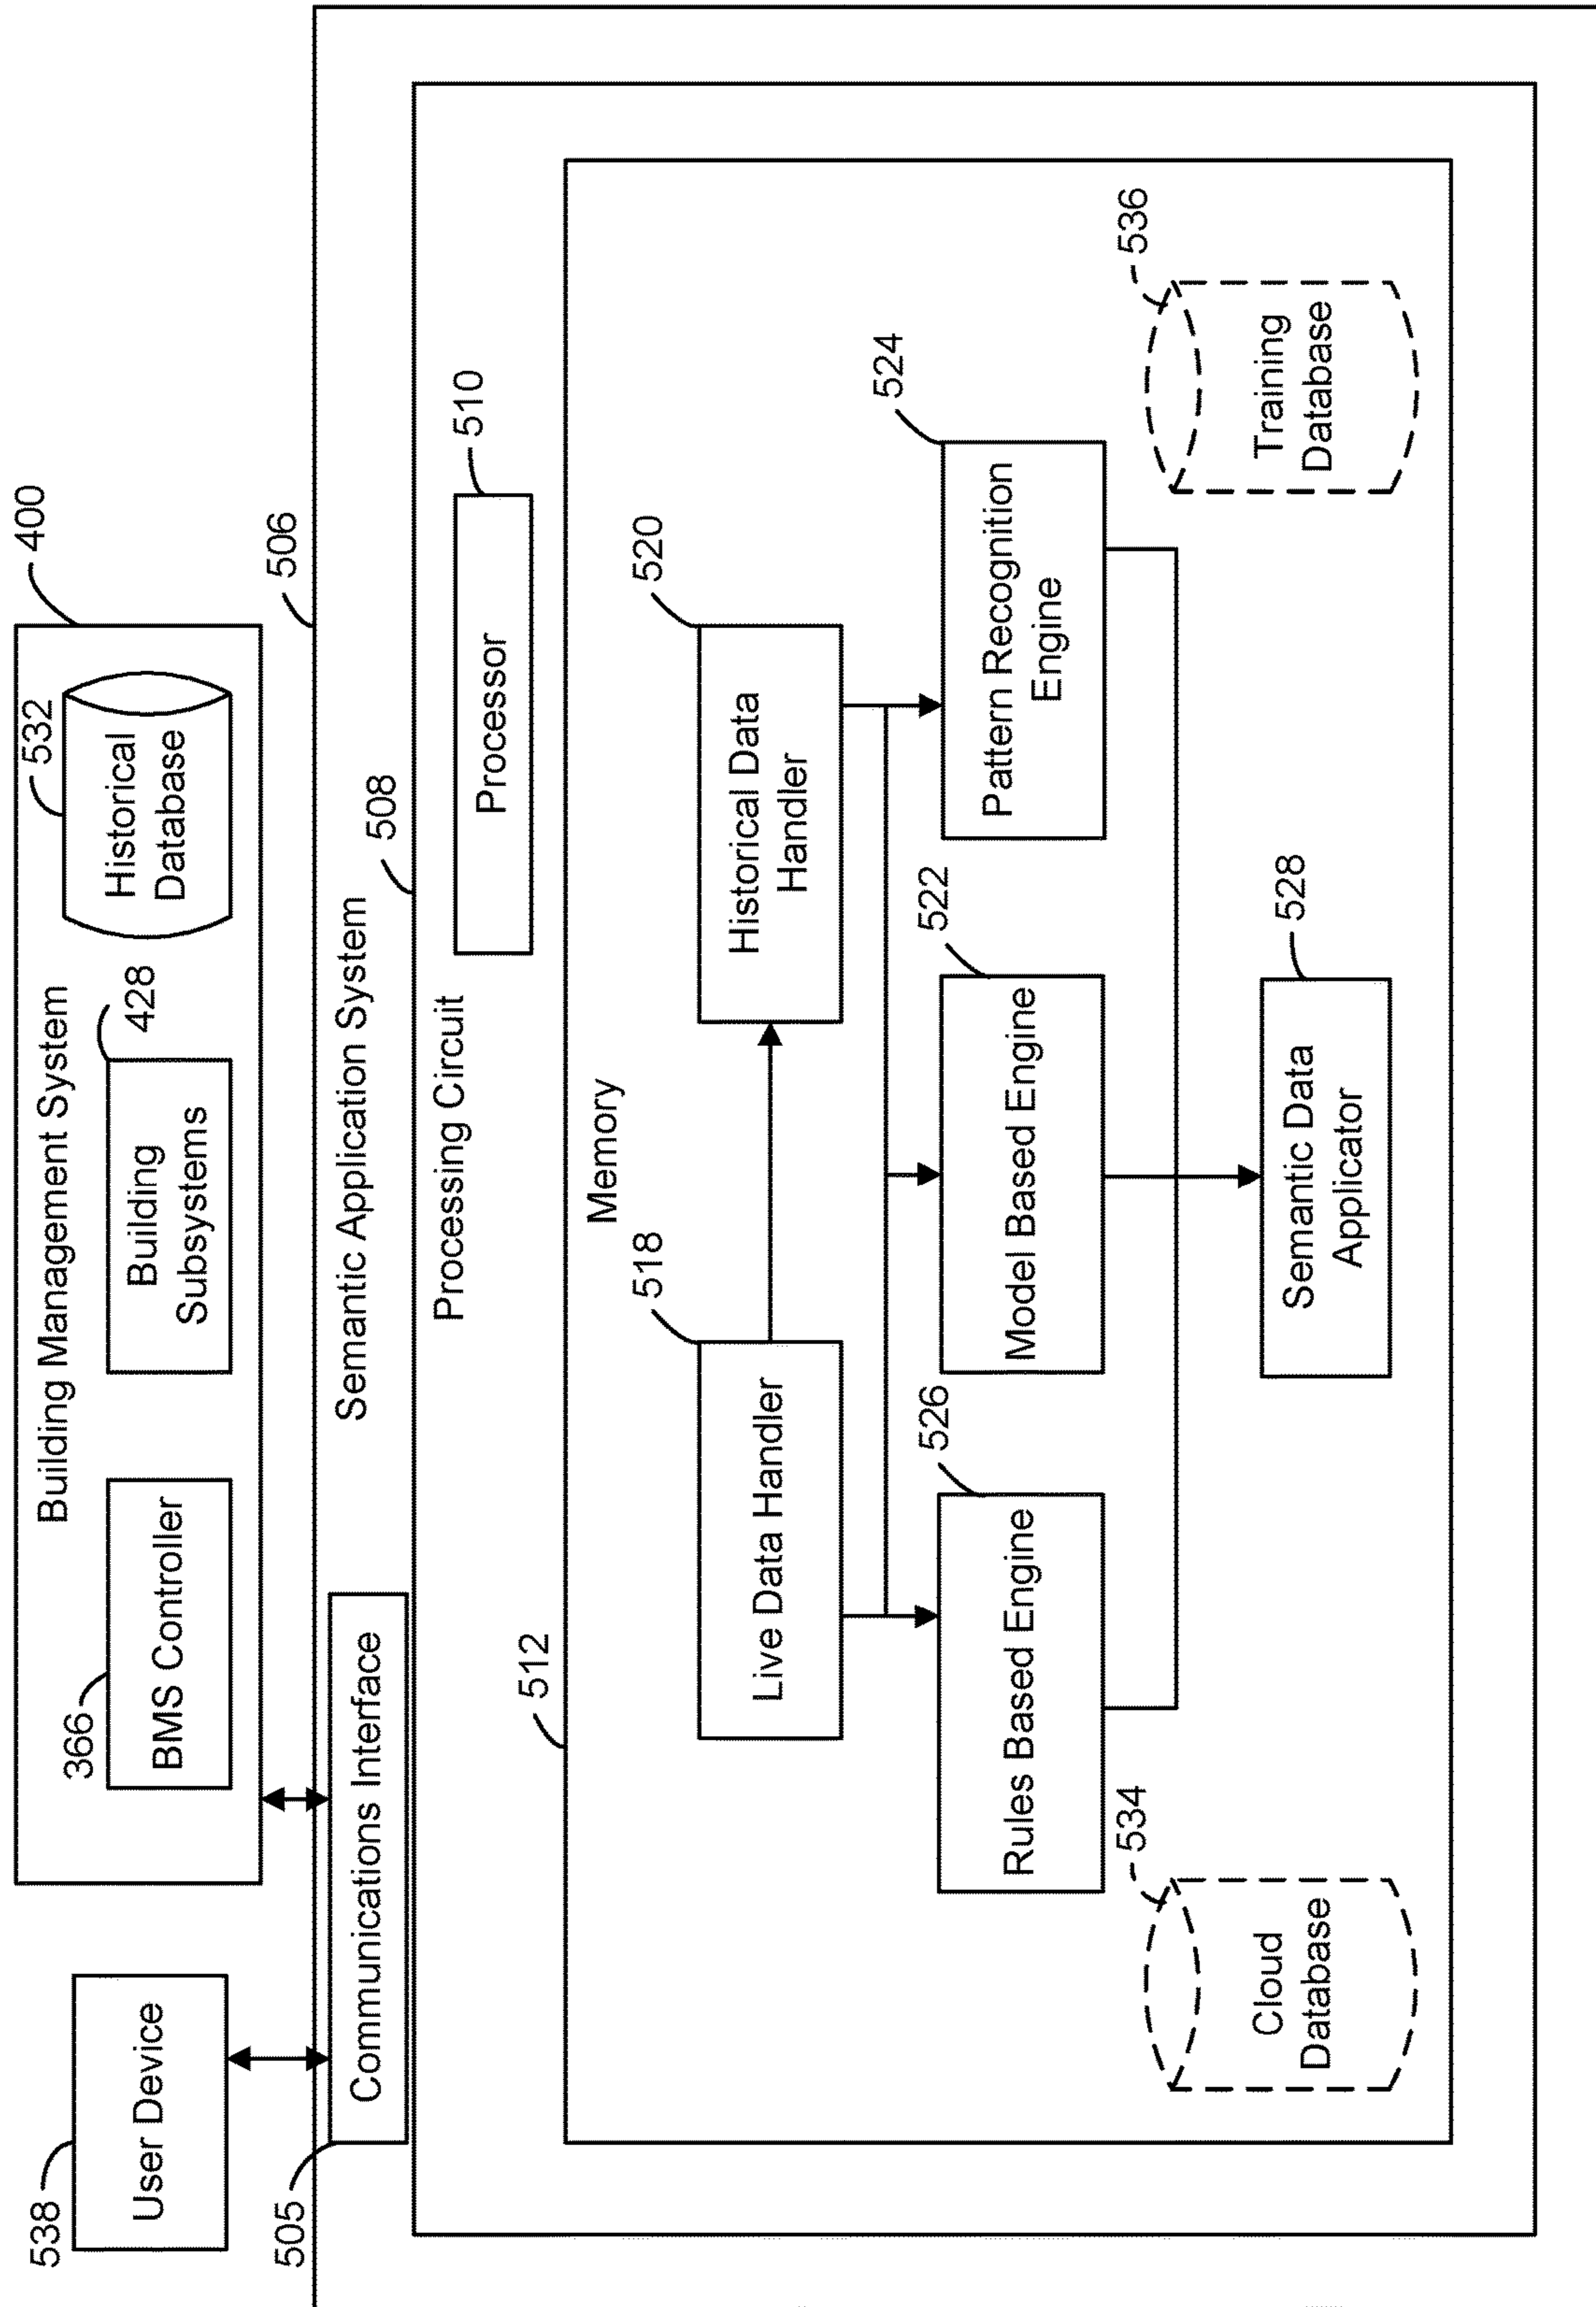 538
User Device
Building Management System
400
366
BMS Controller
Building
Subsystems
428
532
Historical
Database
505
Communications Interface
Semantic Application System
506
Processing Circuit
508
Processor
510
512
Memory
Live Data Handler
518
Historical Data
Handler
520
Rules Based Engine
526
Model Based Engine
522
Pattern Recognition
Engine
524
534
Cloud
Database
Semantic Data
Applicator
528
536
Training
Database